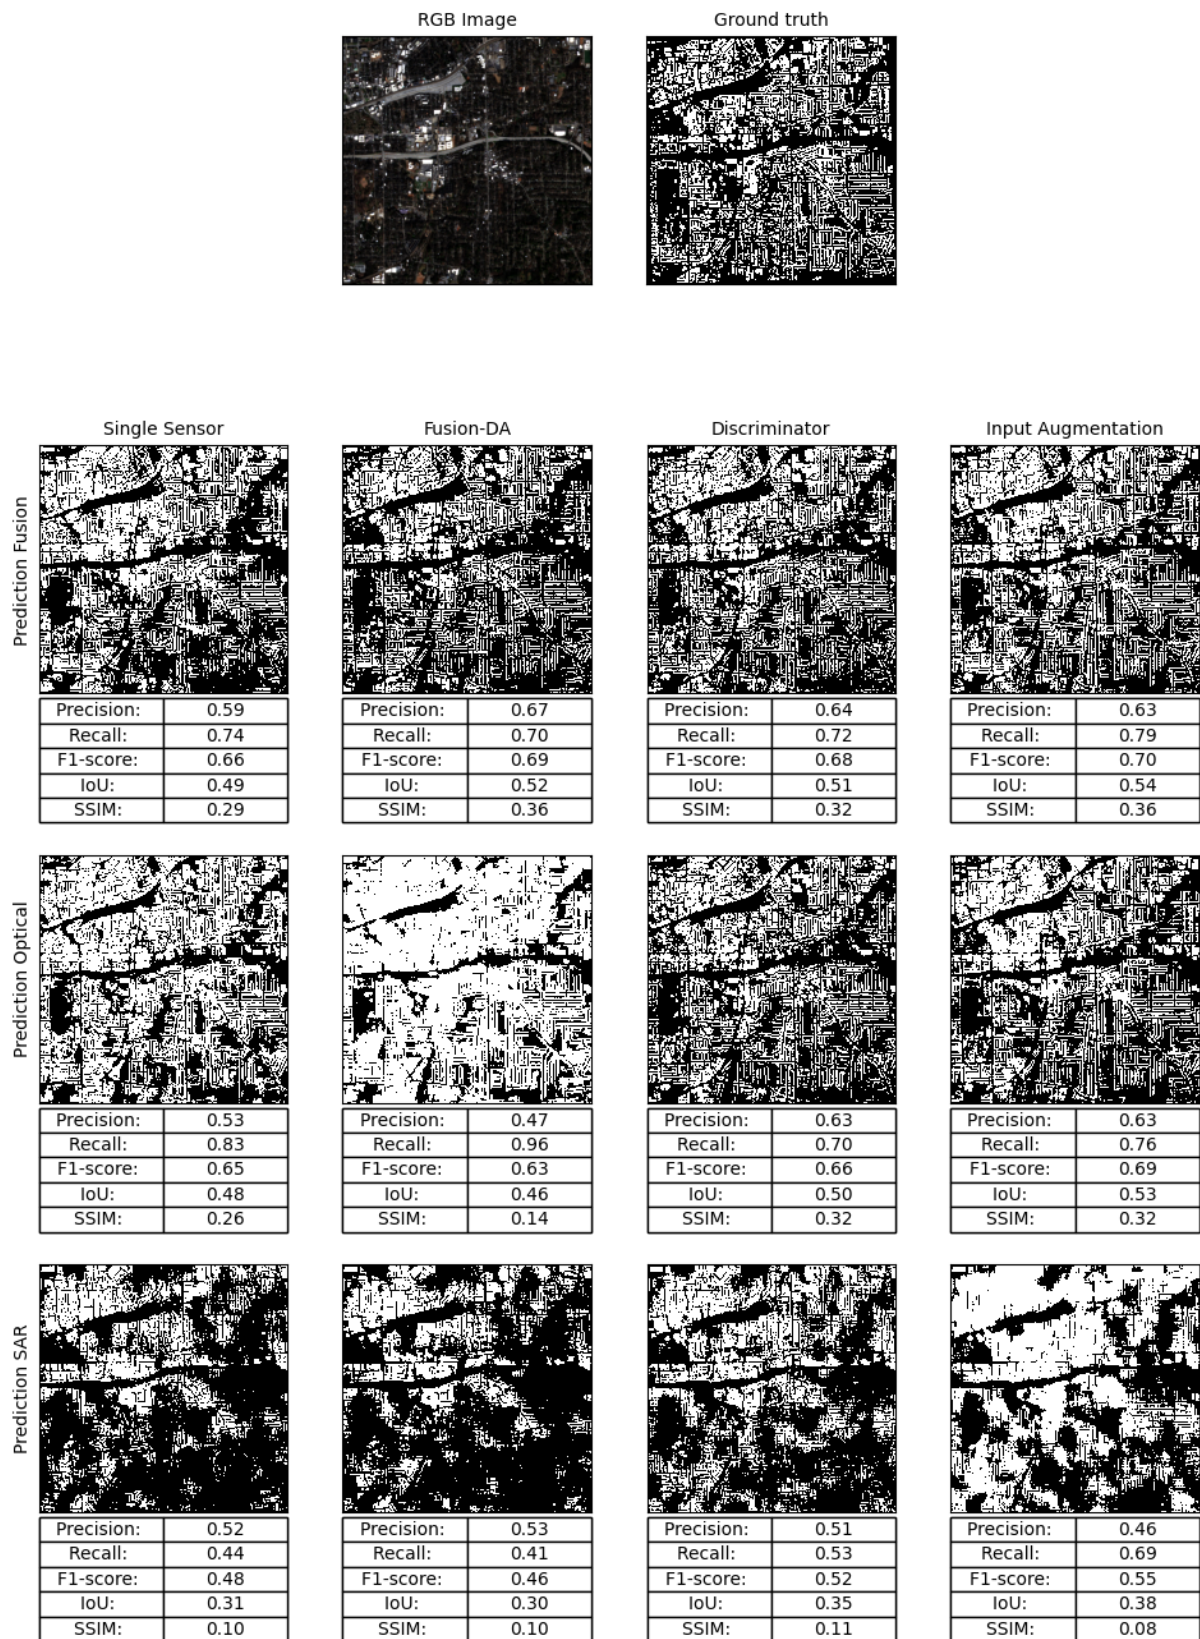 RGB Image Ground truth
Single Sensor Fusion-DA Discriminator Input Augmentation
Prediction Fusion
Precision: 0.59 Precision: 0.67 Precision: 0.64 Precision: 0.63
Recall: 0.74 Recall: 0.70 Recall: 0.72 Recall: 0.79
F1-score: 0.66 F1-score: 0.69 F1-score: 0.68 F1-score: 0.70
IoU: 0.49 IoU: 0.52 IoU: 0.51 IoU: 0.54
SSIM: 0.29 SSIM: 0.36 SSIM: 0.32 SSIM: 0.36
Prediction Optical
Precision: 0.53 Precision: 0.47 Precision: 0.63 Precision: 0.63
Recall: 0.83 Recall: 0.96 Recall: 0.70 Recall: 0.76
F1-score: 0.65 F1-score: 0.63 F1-score: 0.66 F1-score: 0.69
IoU: 0.48 IoU: 0.46 IoU: 0.50 IoU: 0.53
SSIM: 0.26 SSIM: 0.14 SSIM: 0.32 SSIM: 0.32
Prediction SAR
Precision: 0.52 Precision: 0.53 Precision: 0.51 Precision: 0.46
Recall: 0.44 Recall: 0.41 Recall: 0.53 Recall: 0.69
F1-score: 0.48 F1-score: 0.46 F1-score: 0.52 F1-score: 0.55
IoU: 0.31 IoU: 0.30 IoU: 0.35 IoU: 0.38
SSIM: 0.10 SSIM: 0.10 SSIM: 0.11 SSIM: 0.08